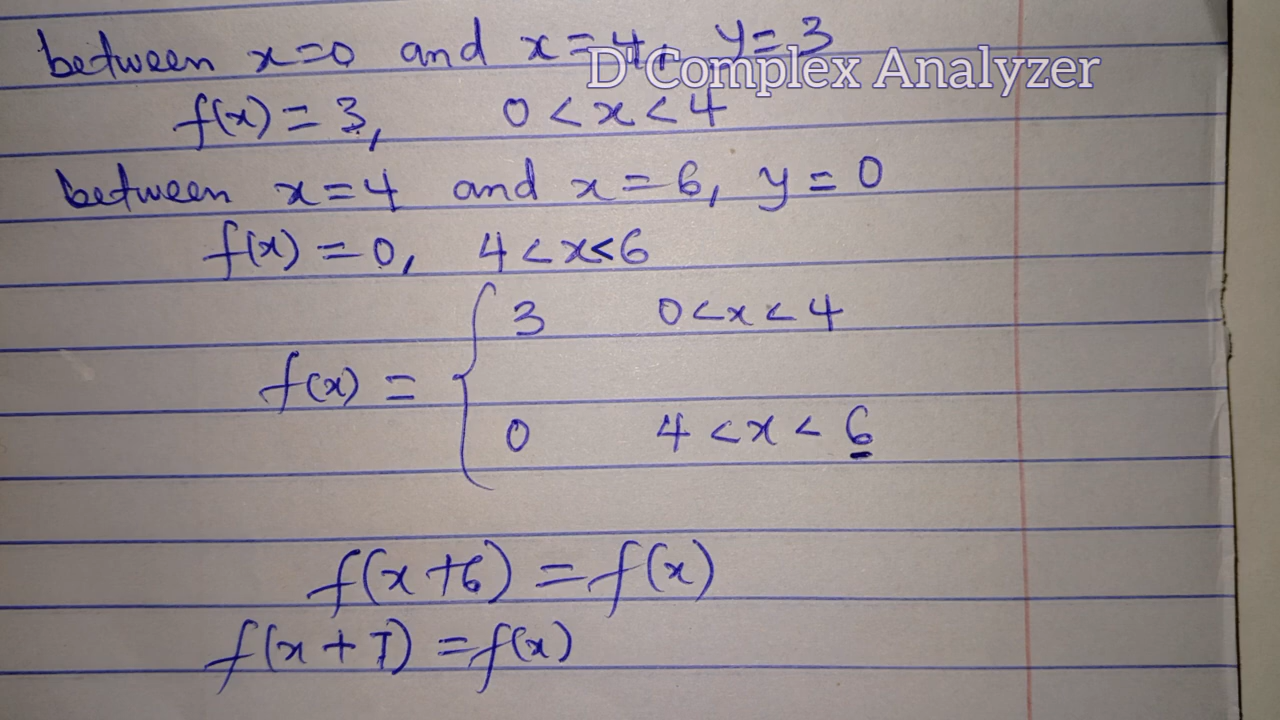 between x=0 and x=4, y=3
D' Complex Analyzer
f(x) = 3, 0 < x < 4
between x=4 and x=6, y=0
f(x) = 0, 4 < x < 6
f(x) = { 3 0 < x < 4
0 4 < x < 6
f(x+6) = f(x)
f(x+T) = f(x)